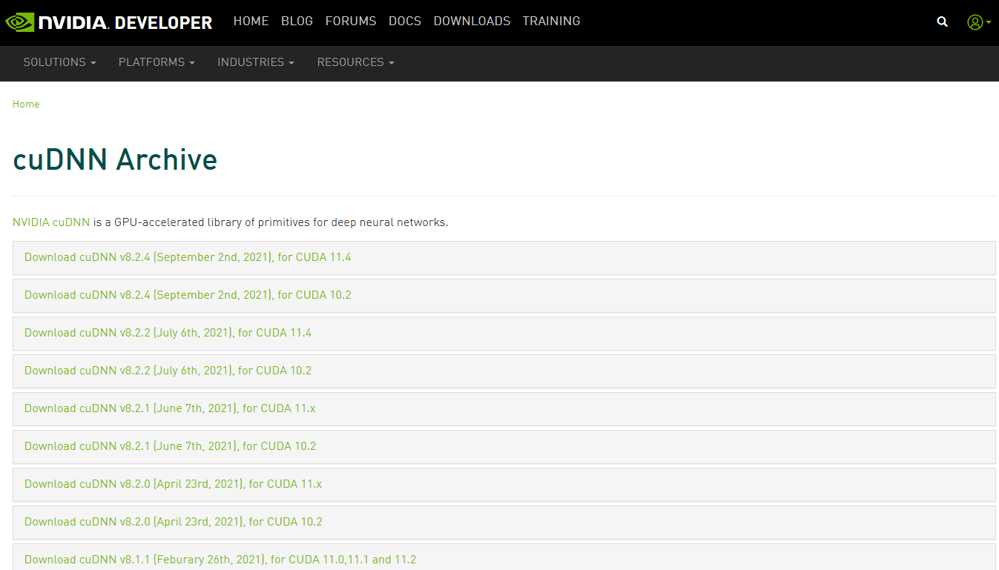 NVIDIA. DEVELOPER HOME BLOG FORUMS DOCS DOWNLOADS TRAINING
SOLUTIONS PLATFORMS INDUSTRIES RESOURCES
Home
cuDNN Archive
NVIDIA cuDNN is a GPU-accelerated library of primitives for deep neural networks.
Download cuDNN v8.2.4 (September 2nd, 2021), for CUDA 11.4
Download cuDNN v8.2.4 (September 2nd, 2021), for CUDA 10.2
Download cuDNN v8.2.2 (July 6th, 2021), for CUDA 11.4
Download cuDNN v8.2.2 (July 6th, 2021), for CUDA 10.2
Download cuDNN v8.2.1 (June 7th, 2021), for CUDA 11.x
Download cuDNN v8.2.1 (June 7th, 2021), for CUDA 10.2
Download cuDNN v8.2.0 (April 23rd, 2021), for CUDA 11.x
Download cuDNN v8.2.0 (April 23rd, 2021), for CUDA 10.2
Download cuDNN v8.1.1 (Feburary 26th, 2021), for CUDA 11.0,11.1 and 11.2